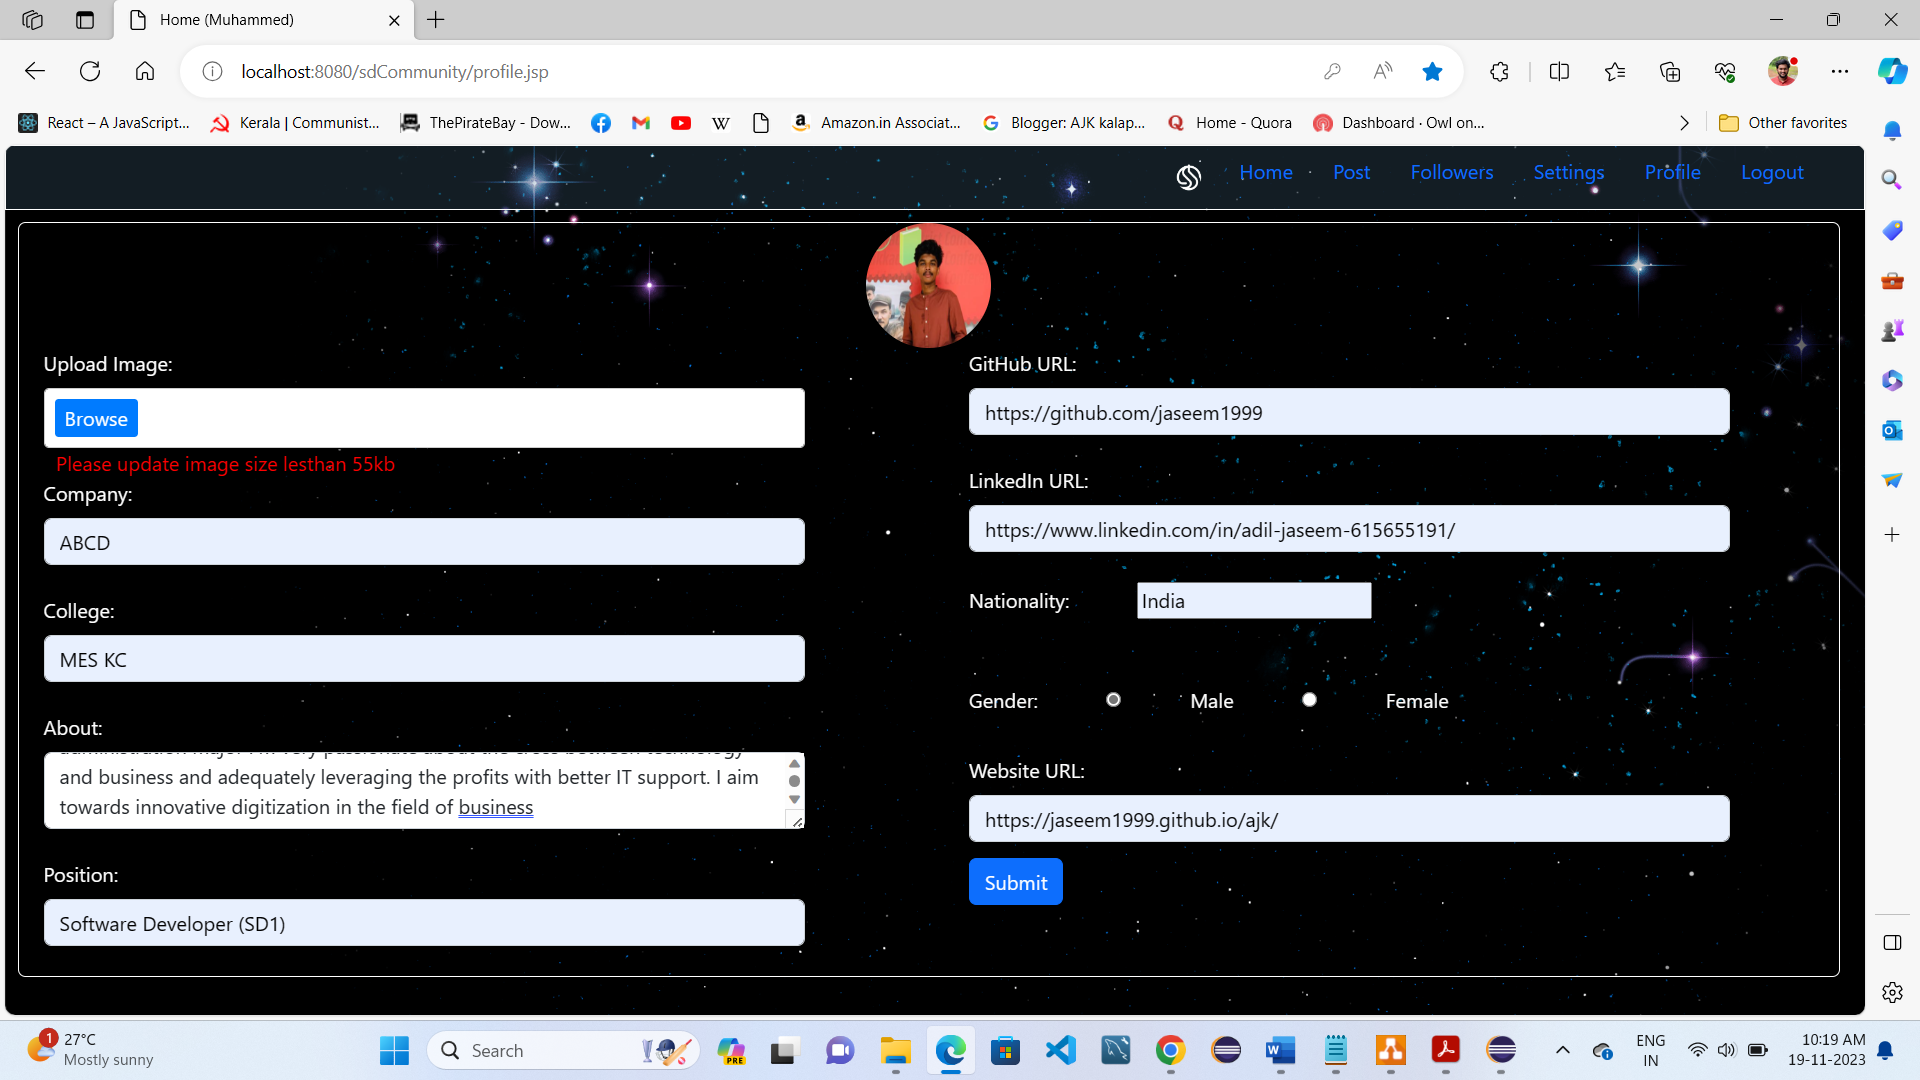 Home (Muhammed)
localhost:8080/sdCommunity/profile.jsp
React – A JavaScript...
Kerala | Communist...
ThePirateBay - Dow...
W
Amazon.in Associat...
Blogger: AJK kalap...
Home - Quora
Dashboard · Owl on...
Other favorites
Home
Post
Followers
Settings
Profile
Logout
Upload Image:
Browse
Please update image size lesthan 55kb
Company:
ABCD
College:
MES KC
About:
and business and adequately leveraging the profits with better IT support. I aim
towards innovative digitization in the field of business
Position:
Software Developer (SD1)
GitHub URL:
https://github.com/jaseem1999
LinkedIn URL:
https://www.linkedin.com/in/adil-jaseem-615655191/
Nationality:
India
Gender:
Male
Female
Website URL:
https://jaseem1999.github.io/ajk/
Submit
1
27°C
Mostly sunny
Search
PRE
ENG
IN
10:19 AM
19-11-2023